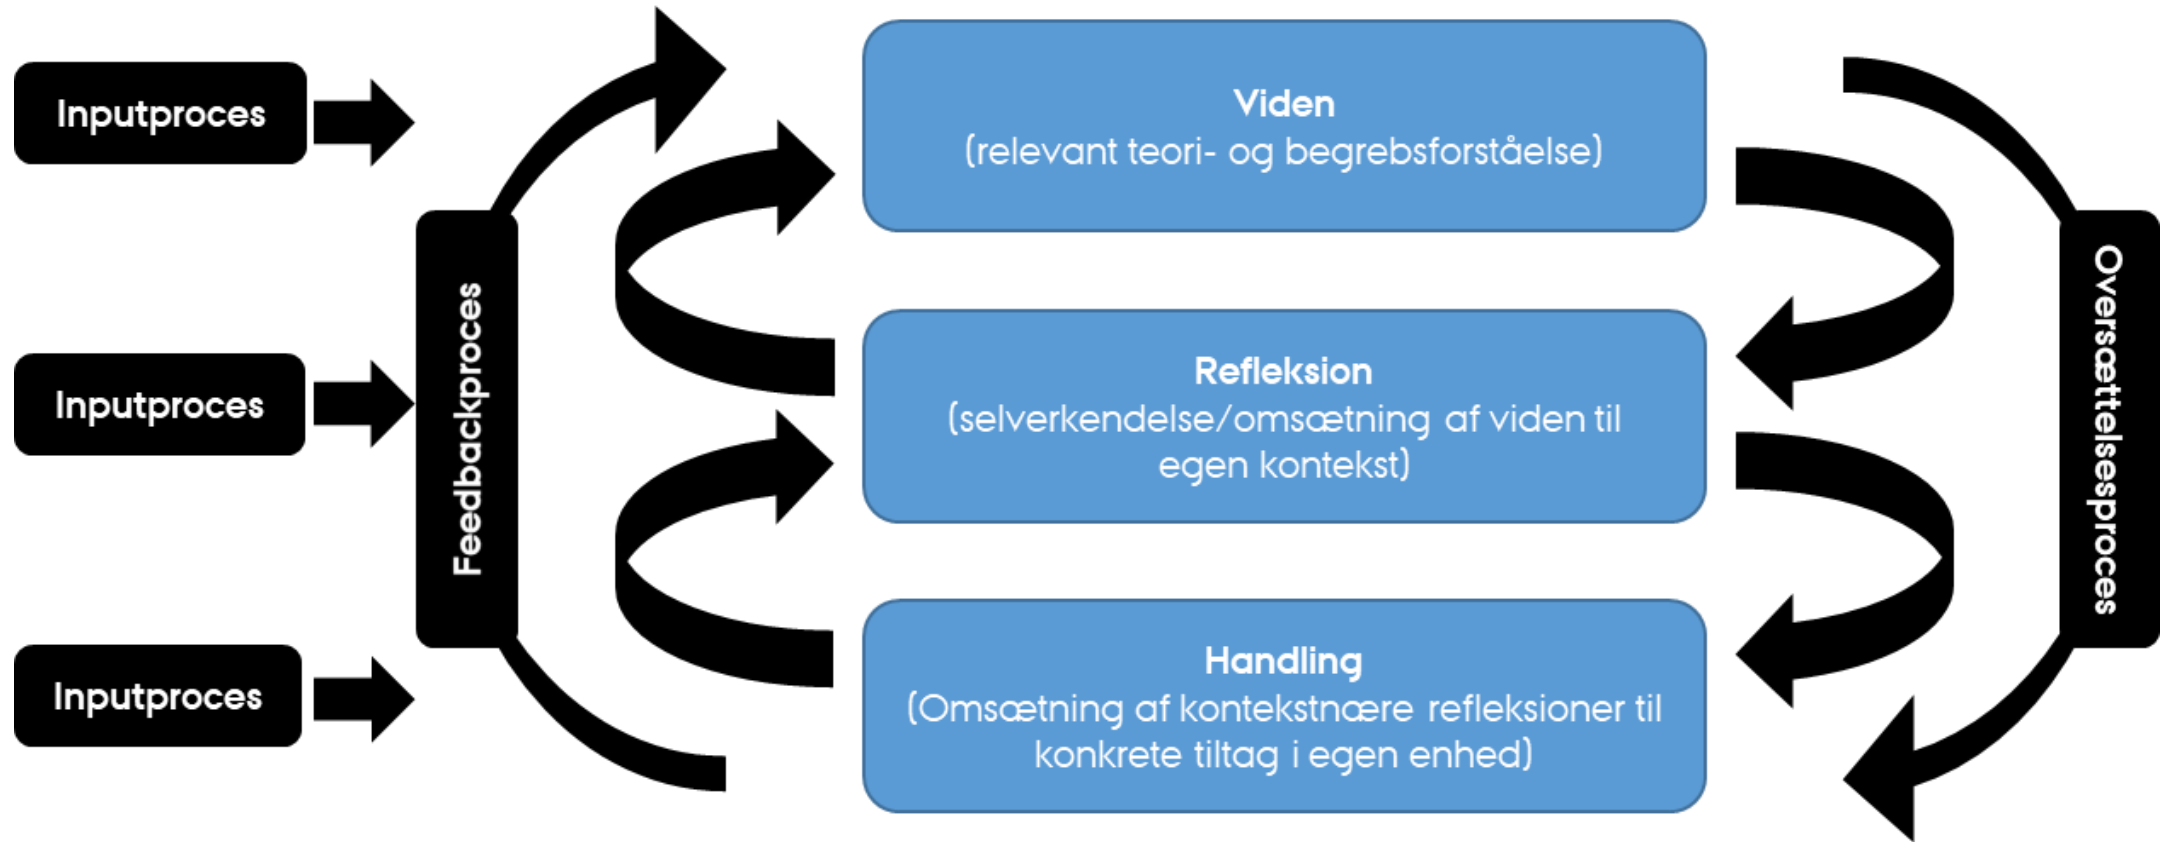 Inputproces
Inputproces
Inputproces
Feedbackproces
Viden
(relevant teori- og begrebsforståelse)
Refleksion
(selverkendelse/omsætning af viden til
egen kontekst)
Handling
(Omsætning af kontekstnære refleksioner til
konkrete tiltag i egen enhed)
Oversættelsesproces